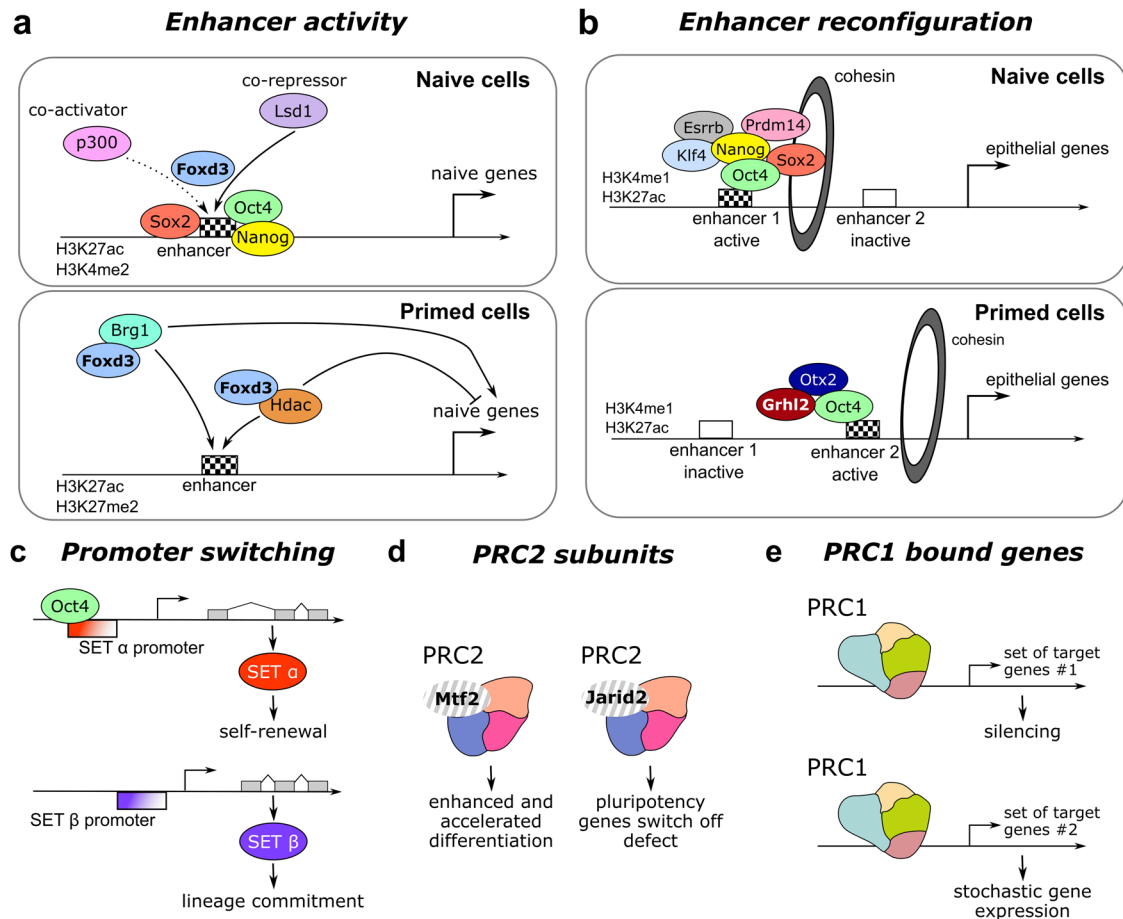 a Enhancer activity
Naive cells
co-repressor
Lsd1
co-activator
p300
Foxd3
naive genes
Oct4
Sox2
Nanog
H3K27ac
enhancer
H3K4me2
Primed cells
Brg1
Foxd3
Foxd3
Hdac
naive genes
enhancer
H3K27ac
H3K27me2
b Enhancer reconfiguration
Naive cells
cohesin
Esrrb
Prdm14
Nanog
Klf4
Sox2
Oct4
epithelial genes
H3K4me1
H3K27ac
enhancer 1
active
enhancer 2
inactive
Primed cells
cohesin
Otx2
Grhl2
Oct4
epithelial genes
H3K4me1
H3K27ac
enhancer 1
inactive
enhancer 2
active
c Promoter switching
Oct4
SET α promoter
SET α
self-renewal
SET β promoter
SET β
lineage commitment
d PRC2 subunits
PRC2
Mtf2
enhanced and
accelerated
differentiation
PRC2
Jarid2
pluripotency
genes switch off
defect
e PRC1 bound genes
PRC1
set of target
genes #1
silencing
PRC1
set of target
genes #2
stochastic gene
expression